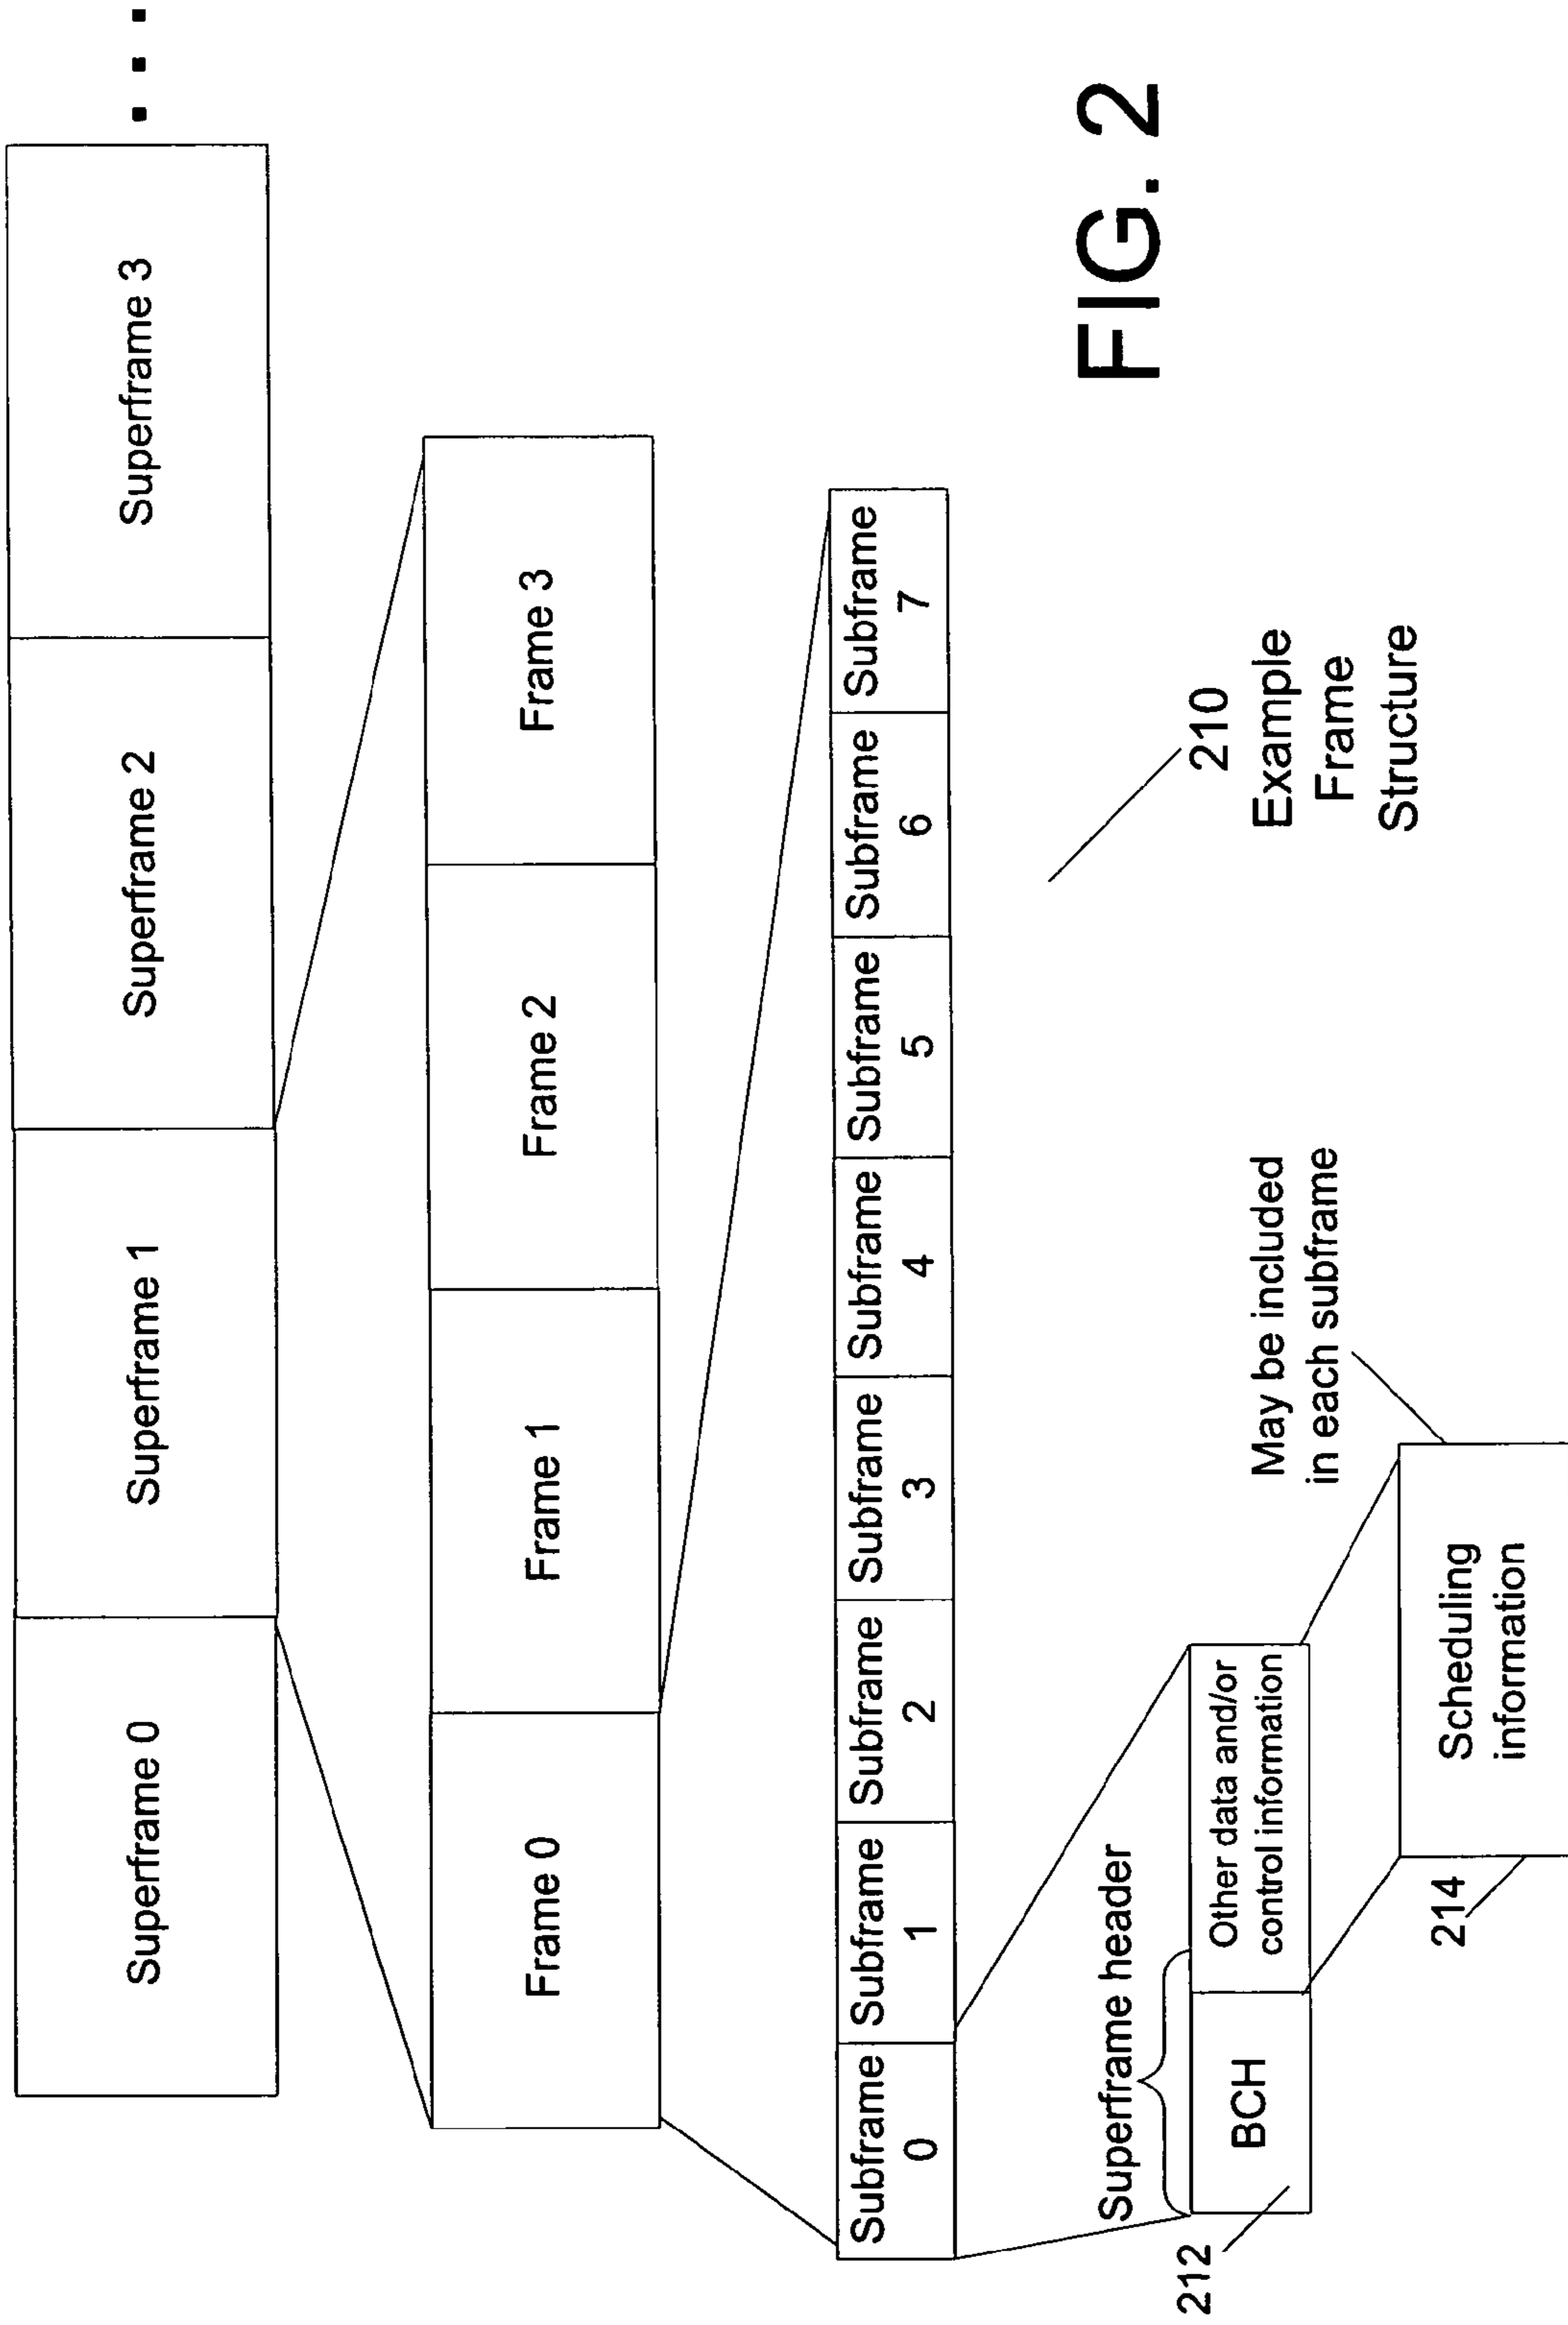 Superframe 0
Superframe 1
Superframe 2
Superframe 3
Frame 0
Frame 1
Frame 2
Frame 3
Subframe
0
Subframe
1
Subframe
2
Subframe
3
Subframe
4
Subframe
5
Subframe
6
Subframe
7
Superframe header
212
BCH
Other data and/or
control information
May be included
in each subframe
214
Scheduling
information
210
Example
Frame
Structure
FIG. 2